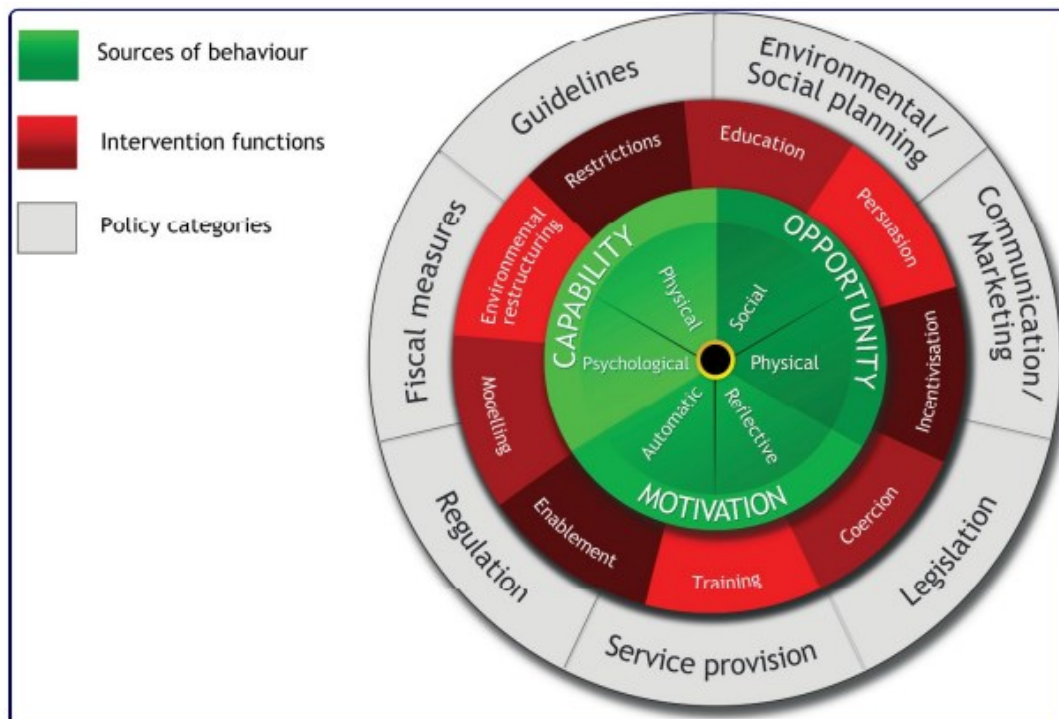 Sources of behaviour
Intervention functions
Policy categories
Guidelines
Environmental/
Social planning
Communication/
Marketing
Legislation
Service provision
Regulation
Fiscal measures
Restrictions
Education
Persuasion
Incentivisation
Coercion
Training
Enablement
Modelling
Environmental
restructuring
CAPABILITY
OPPORTUNITY
MOTIVATION
Physical
Social
Psychological
Physical
Automatic
Reflective